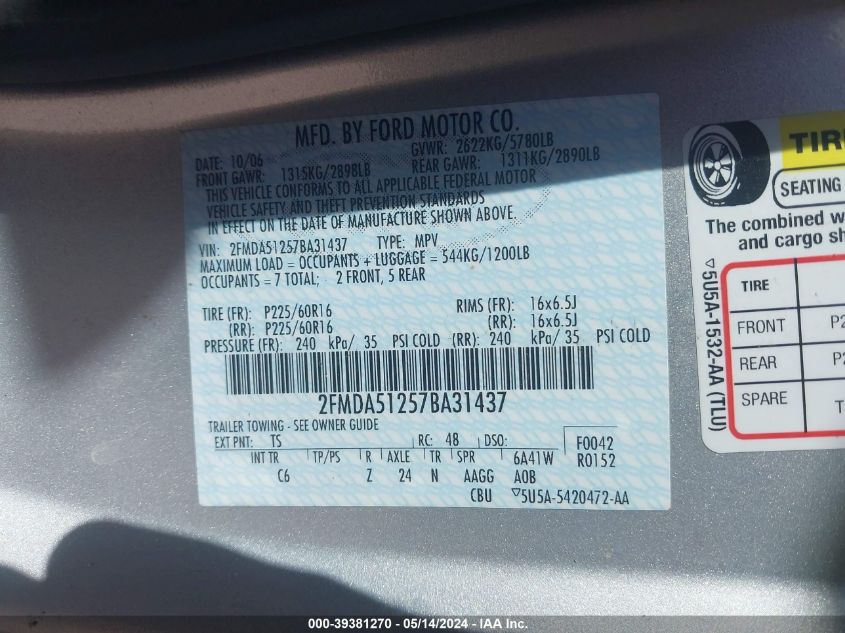 MFD. BY FORD MOTOR CO.
DATE: 10/06 GVWR: 2622KG/5780LB
FRONT GAWR: 1315KG/2898LB REAR GAWR: 1311KG/2890LB
THIS VEHICLE CONFORMS TO ALL APPLICABLE FEDERAL MOTOR
VEHICLE SAFETY AND THEFT PREVENTION STANDARDS
IN EFFECT ON THE DATE OF MANUFACTURE SHOWN ABOVE.
VIN: 2FMDA51257BA31437 TYPE: MPV
MAXIMUM LOAD = OCCUPANTS + LUGGAGE = 544KG/1200LB
OCCUPANTS = 7 TOTAL; 2 FRONT, 5 REAR
TIRE (FR): P225/60R16 RIMS (FR): 16x6.5J
(RR): P225/60R16 (RR): 16x6.5J
PRESSURE (FR): 240 kPa/ 35 PSI COLD (RR): 240 kPa/ 35 PSI COLD
2FMDA51257BA31437
TRAILER TOWING - SEE OWNER GUIDE
EXT PNT: TS RC: 48 DSO: F0042
INT TR TP/PS R AXLE TR SPR 6A41W R0152
C6 Z 24 N AAGG A0B
CBU ▽5U5A-5420472-AA
TIR
SEATING
The combined w
and cargo sh
▽5U5A-1532-AA (TLU)
TIRE
FRONT P2
REAR P2
SPARE T
000-39381270 - 05/14/2024 - IAA Inc.